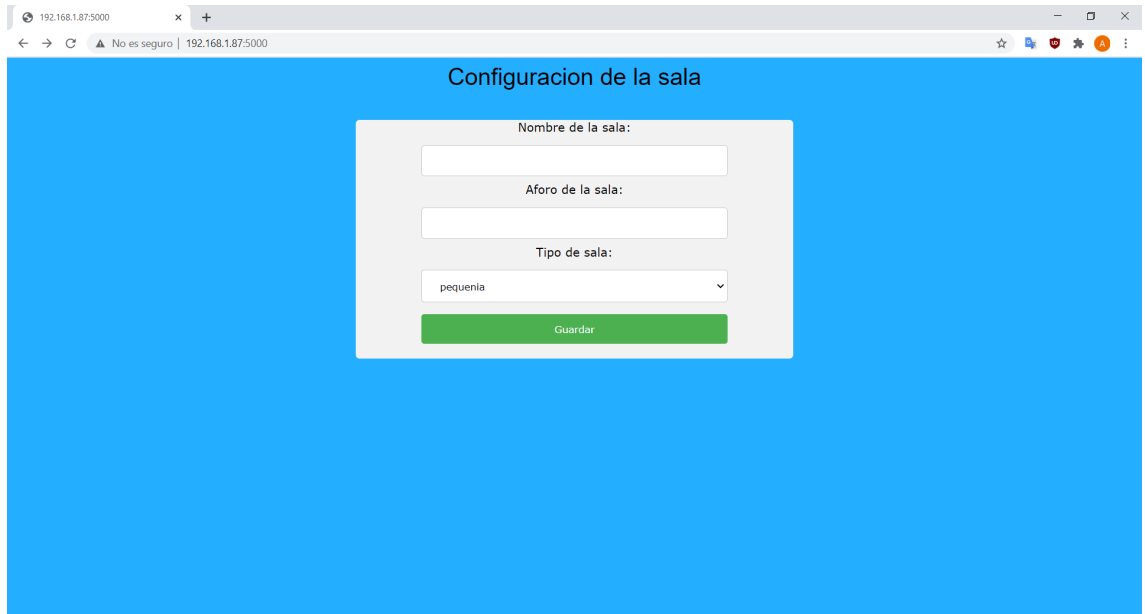 192.168.1.87:5000
No es seguro | 192.168.1.87:5000
A
Configuracion de la sala
Nombre de la sala:
Aforo de la sala:
Tipo de sala:
pequenia
Guardar